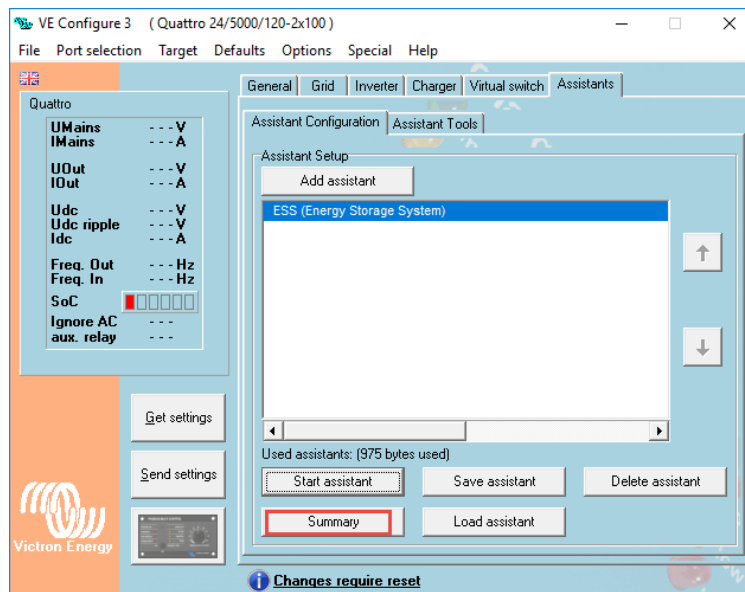 VE Configure 3 ( Quattro 24/5000/120-2x100 )
File Port selection Target Defaults Options Special Help
General Grid Inverter Charger Virtual switch Assistants
Quattro
UMains - - - V
IMains - - - A
UOut - - - V
IOut - - - A
Udc - - - V
Udc ripple - - - V
Idc - - - A
Freq. Out - - - Hz
Freq. In - - - Hz
SoC
Ignore AC - - -
aux. relay - - -
Assistant Configuration Assistant Tools
Assistant Setup
Add assistant
ESS (Energy Storage System)
Get settings
Send settings
Used assistants: (975 bytes used)
Start assistant Save assistant Delete assistant
Summary Load assistant
Victron Energy
Changes require reset